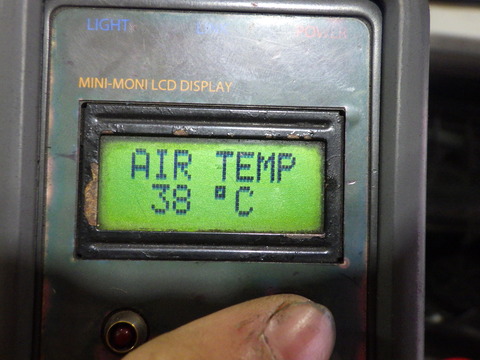 LIGHT
MINI-MONI LCD DISPLAY
AIR TEMP
38 °C